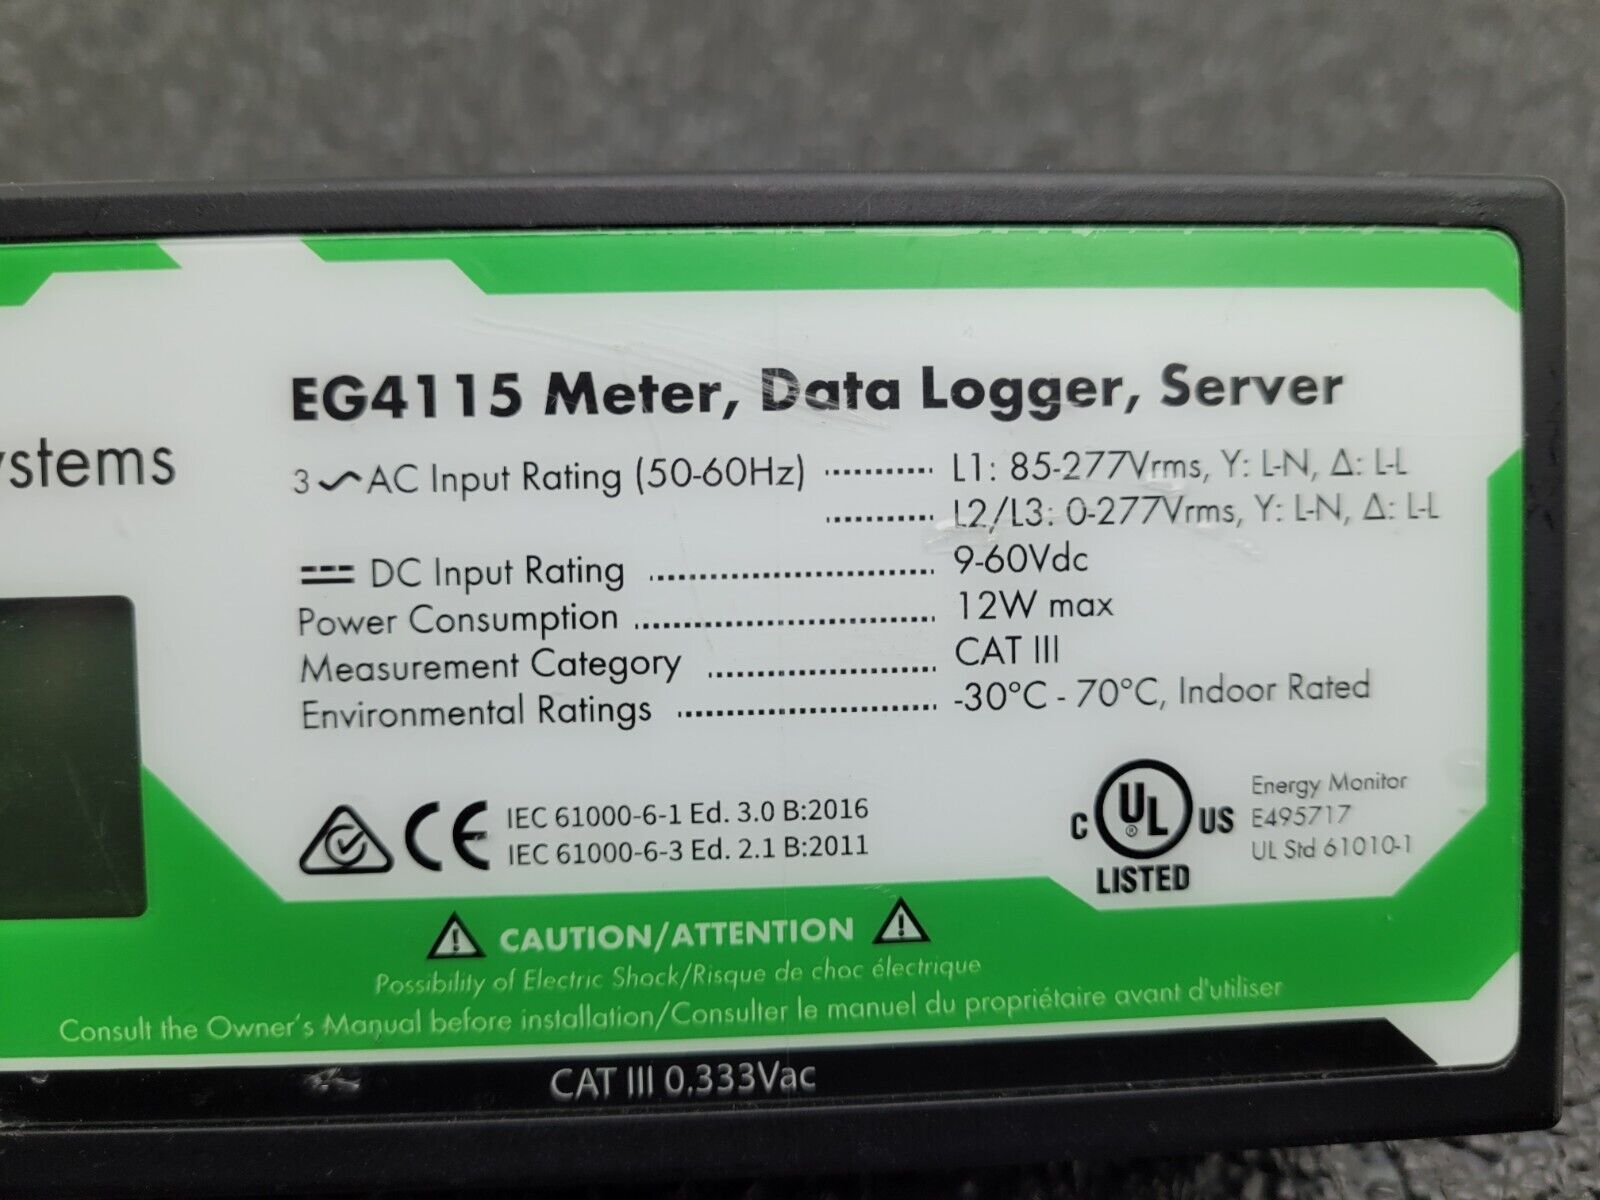 EG4115 Meter, Data Logger, Server
ystems
3 AC Input Rating (50-60Hz) ............ L1: 85-277Vrms, Y: L-N, Δ: L-L
............ L2/L3: 0-277Vrms, Y: L-N, Δ: L-L
DC Input Rating ............ 9-60Vdc
Power Consumption ............ 12W max
Measurement Category ............ CAT III
Environmental Ratings ............ -30°C - 70°C, Indoor Rated
CE IEC 61000-6-1 Ed. 3.0 B:2016
IEC 61000-6-3 Ed. 2.1 B:2011
C UL ® US
LISTED
Energy Monitor
E495717
UL Std 61010-1
CAUTION/ATTENTION
Possibility of Electric Shock/Risque de choc électrique
Consult the Owner's Manual before installation/Consulter le manuel du propriétaire avant d'utiliser
CAT III 0.333Vac